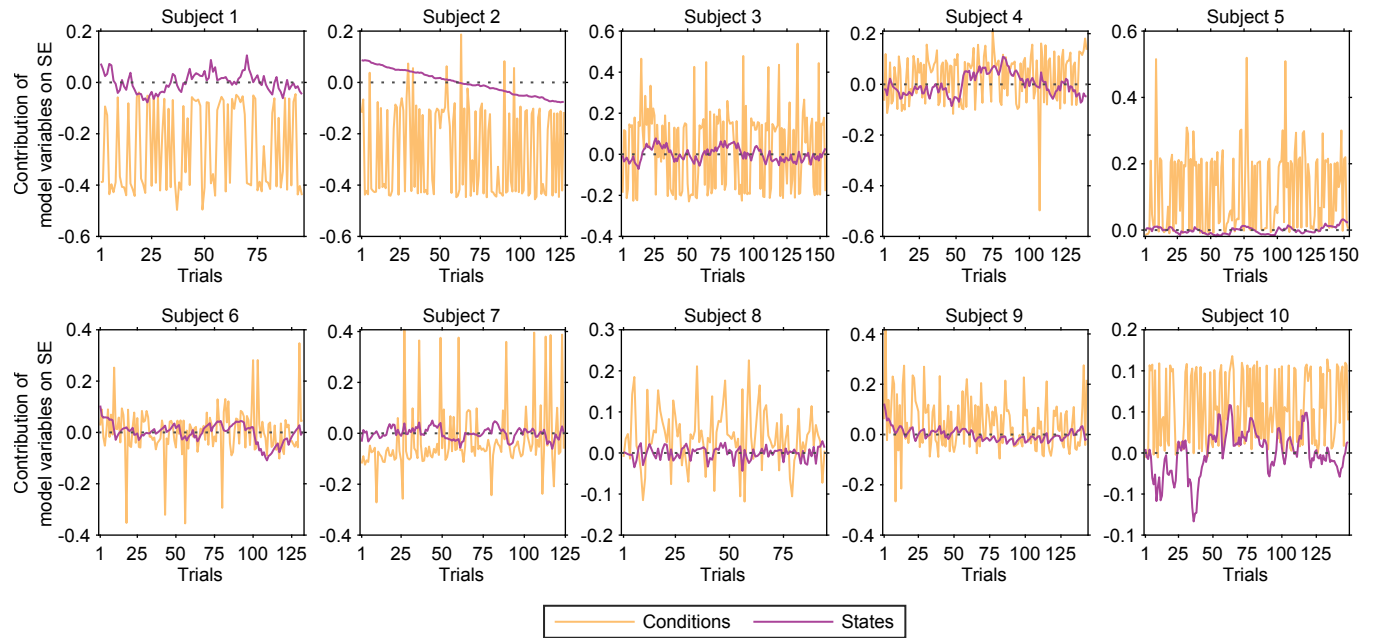 Subject 1
Subject 2
Subject 3
Subject 4
Subject 5
Contribution of
model variables on SE
0.2
0.0
-0.2
-0.4
-0.6
1 25 50 75
Trials
0.2
0.0
-0.2
-0.4
-0.6
1 25 50 75 100 125
Trials
0.6
0.4
0.2
0.0
-0.2
-0.4
1 25 50 75 100 150
Trials
0.2
0.0
-0.2
-0.4
-0.6
1 25 50 75 100 125
Trials
0.6
0.4
0.2
0.0
1 25 50 75 100 150
Trials
Subject 6
Subject 7
Subject 8
Subject 9
Subject 10
Contribution of
model variables on SE
0.4
0.2
0.0
-0.2
-0.4
1 25 50 75 100 125
Trials
0.4
0.2
0.0
-0.2
-0.4
1 25 50 75 100 125
Trials
0.3
0.2
0.1
0.0
-0.1
-0.2
1 25 50 75
Trials
0.4
0.2
0.0
-0.2
-0.4
1 25 50 75 100 125
Trials
0.2
0.1
0.1
0.0
-0.1
-0.1
1 25 50 75 100 125
Trials
Conditions
States